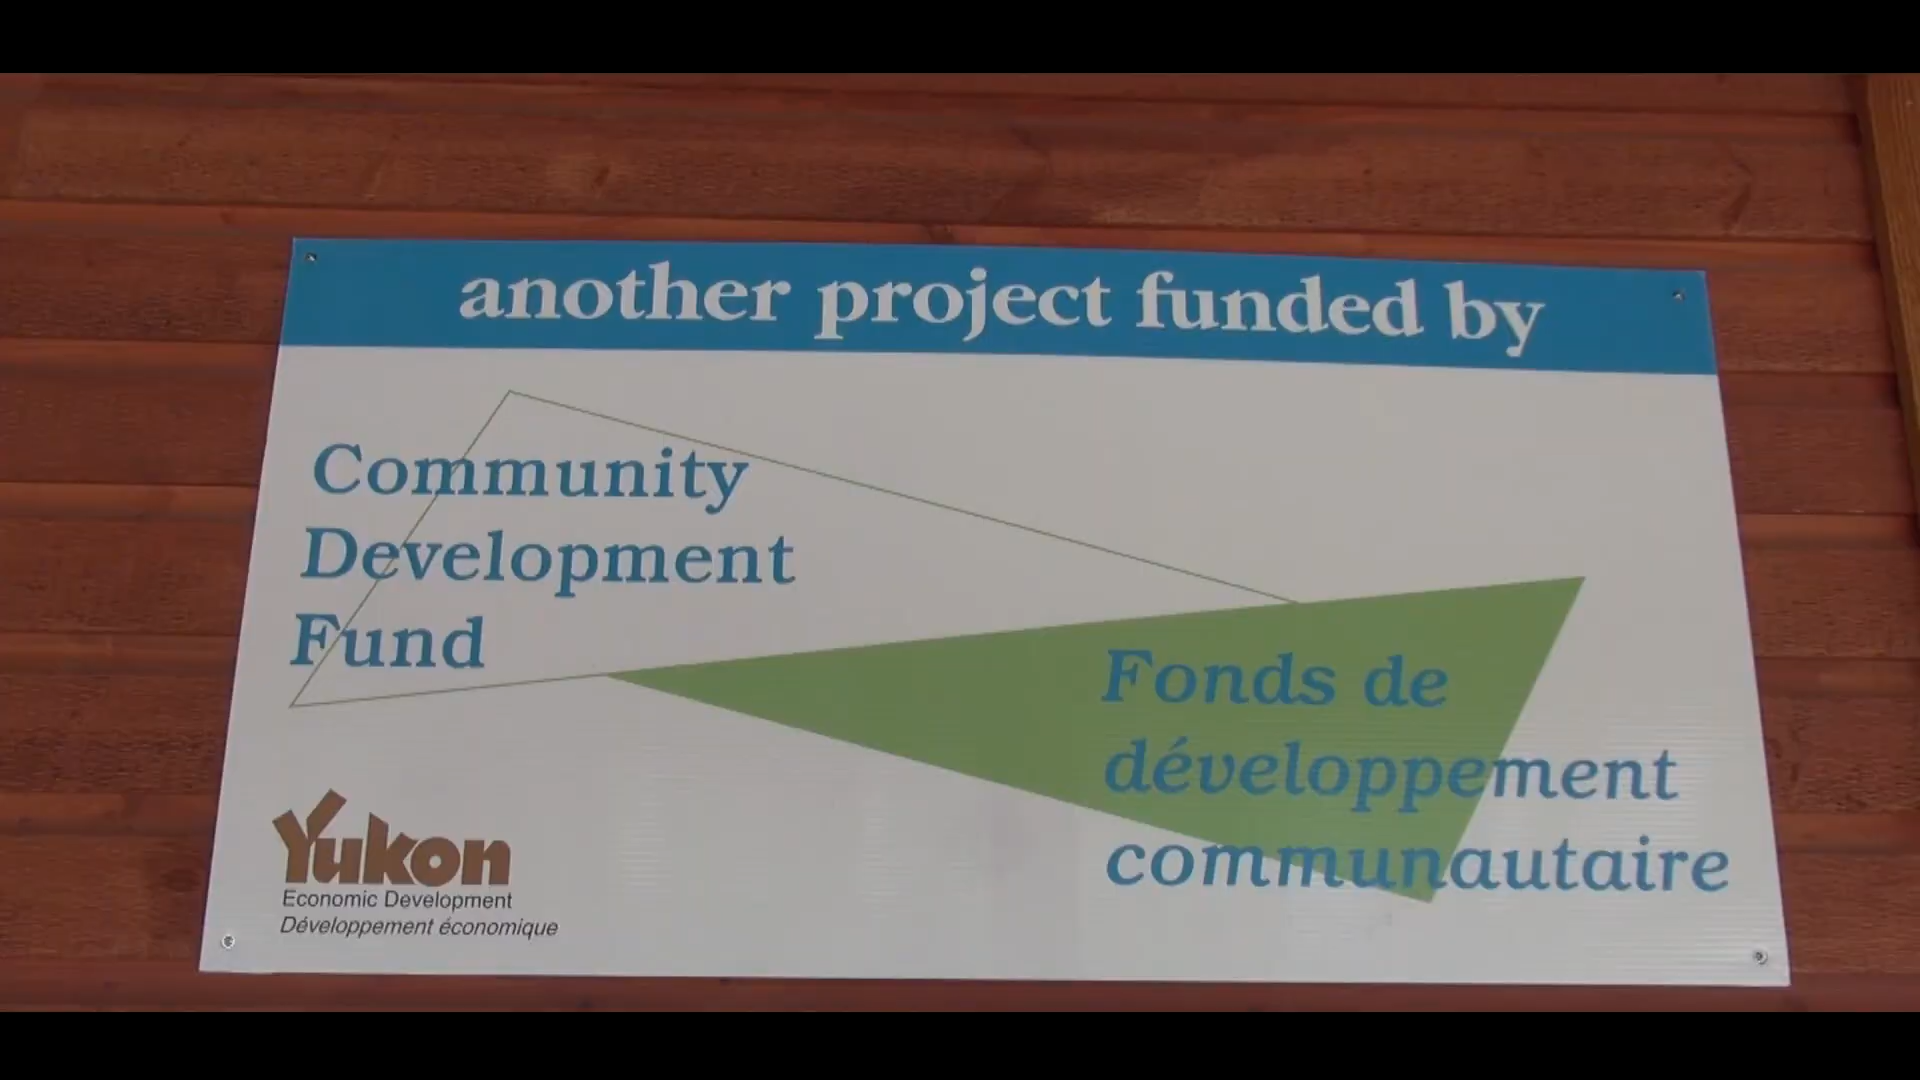 another project funded by
Community
Development
Fund
Fonds de
développement
communautaire
Yukon
Economic Development
Développement économique